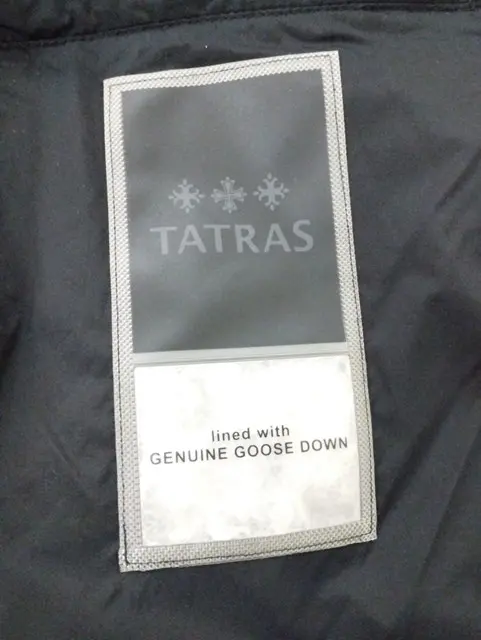 TATRAS
lined with
GENUINE GOOSE DOWN